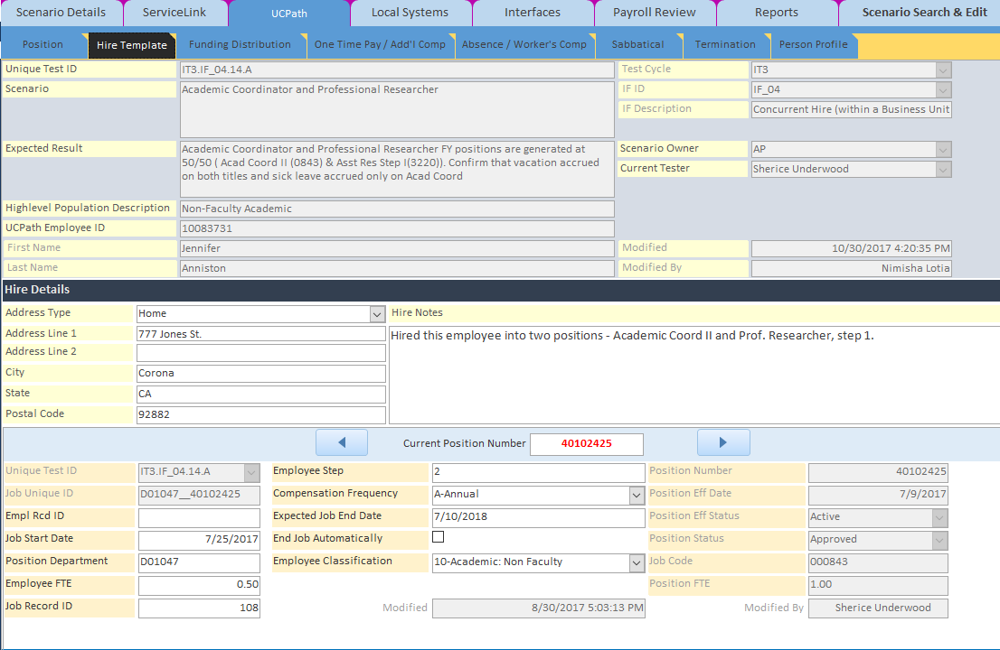 Scenario Details ServiceLink UCPath Local Systems Interfaces Payroll Review Reports Scenario Search & Edit
Position Hire Template Funding Distribution One Time Pay / Add'l Comp Absence / Worker's Comp Sabbatical Termination Person Profile
Unique Test ID IT3.IF_04.14.A Test Cycle IT3
Scenario Academic Coordinator and Professional Researcher IF ID IF_04
IF Description Concurrent Hire (within a Business Unit
Expected Result Academic Coordinator and Professional Researcher FY positions are generated at Scenario Owner AP
50/50 ( Acad Coord II (0843) & Asst Res Step I(3220)). Confirm that vacation accrued
on both titles and sick leave accrued only on Acad Coord Current Tester Sherice Underwood
Highlevel Population Description Non-Faculty Academic
UCPath Employee ID 10083731
First Name Jennifer Modified 10/30/2017 4:20:35 PM
Last Name Anniston Modified By Nimisha Lotia
Hire Details
Address Type Home Hire Notes
Address Line 1 777 Jones St. Hired this employee into two positions - Academic Coord II and Prof. Researcher, step 1.
Address Line 2
City Corona
State CA
Postal Code 92882
Current Position Number 40102425
Unique Test ID IT3.IF_04.14.A Employee Step 2 Position Number 40102425
Job Unique ID D01047__40102425 Compensation Frequency A-Annual Position Eff Date 7/9/2017
Empl Rcd ID Expected Job End Date 7/10/2018 Position Eff Status Active
Job Start Date 7/25/2017 End Job Automatically Position Status Approved
Position Department D01047 Employee Classification 10-Academic: Non Faculty Job Code 000843
Employee FTE 0.50 Position FTE 1.00
Job Record ID 108 Modified 8/30/2017 5:03:13 PM Modified By Sherice Underwood